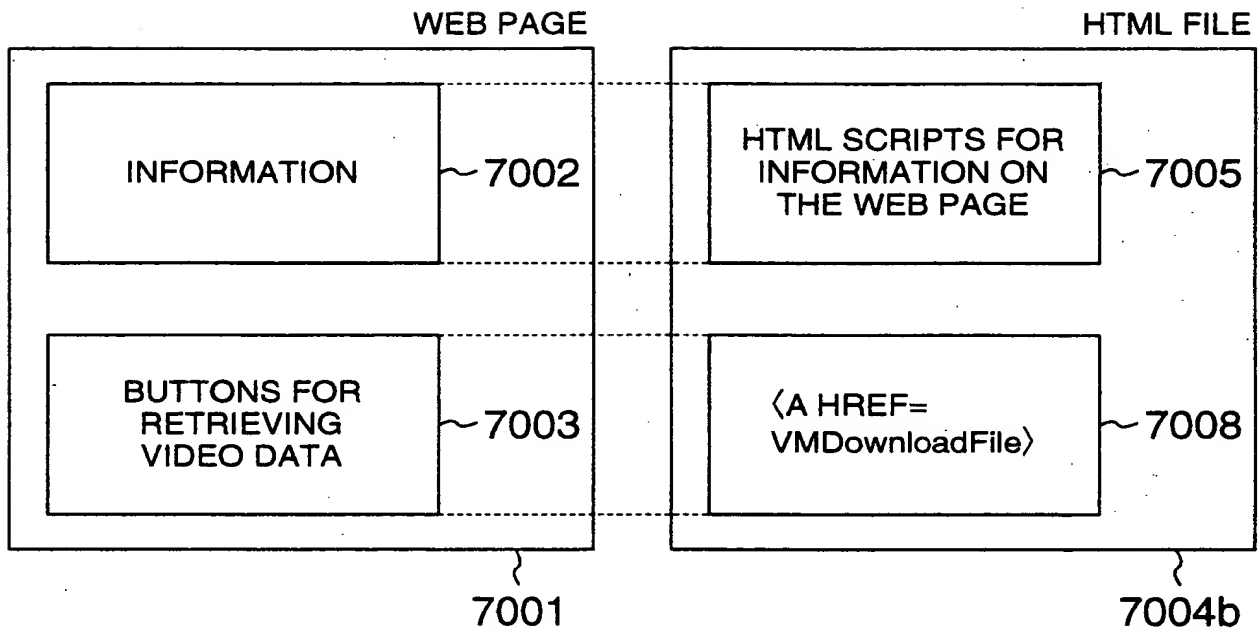 WEB PAGE
HTML FILE
INFORMATION
7002
HTML SCRIPTS FOR
INFORMATION ON
THE WEB PAGE
7005
BUTTONS FOR
RETRIEVING
VIDEO DATA
7003
〈A HREF=
VMDownloadFile〉
7008
7001
7004b